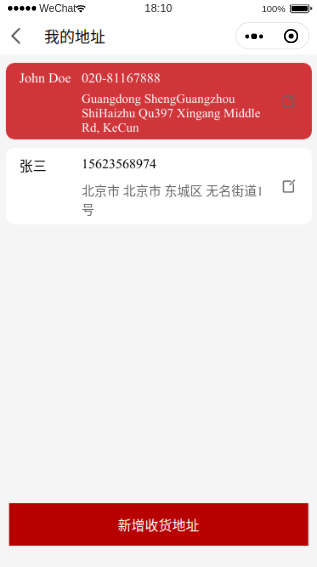 WeChat 18:10 100%
我的地址
John Doe 020-81167888
Guangdong ShengGuangzhou
ShiHaizhu Qu397 Xingang Middle
Rd, KeCun
张三 15623568974
北京市 北京市 东城区 无名街道1
号
新增收货地址